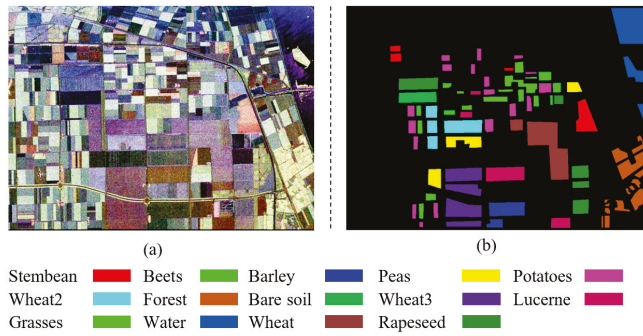 (a) (b)
Stembean Beets Barley Peas Potatoes
Wheat2 Forest Bare soil Wheat3 Lucerne
Grasses Water Wheat Rapeseed